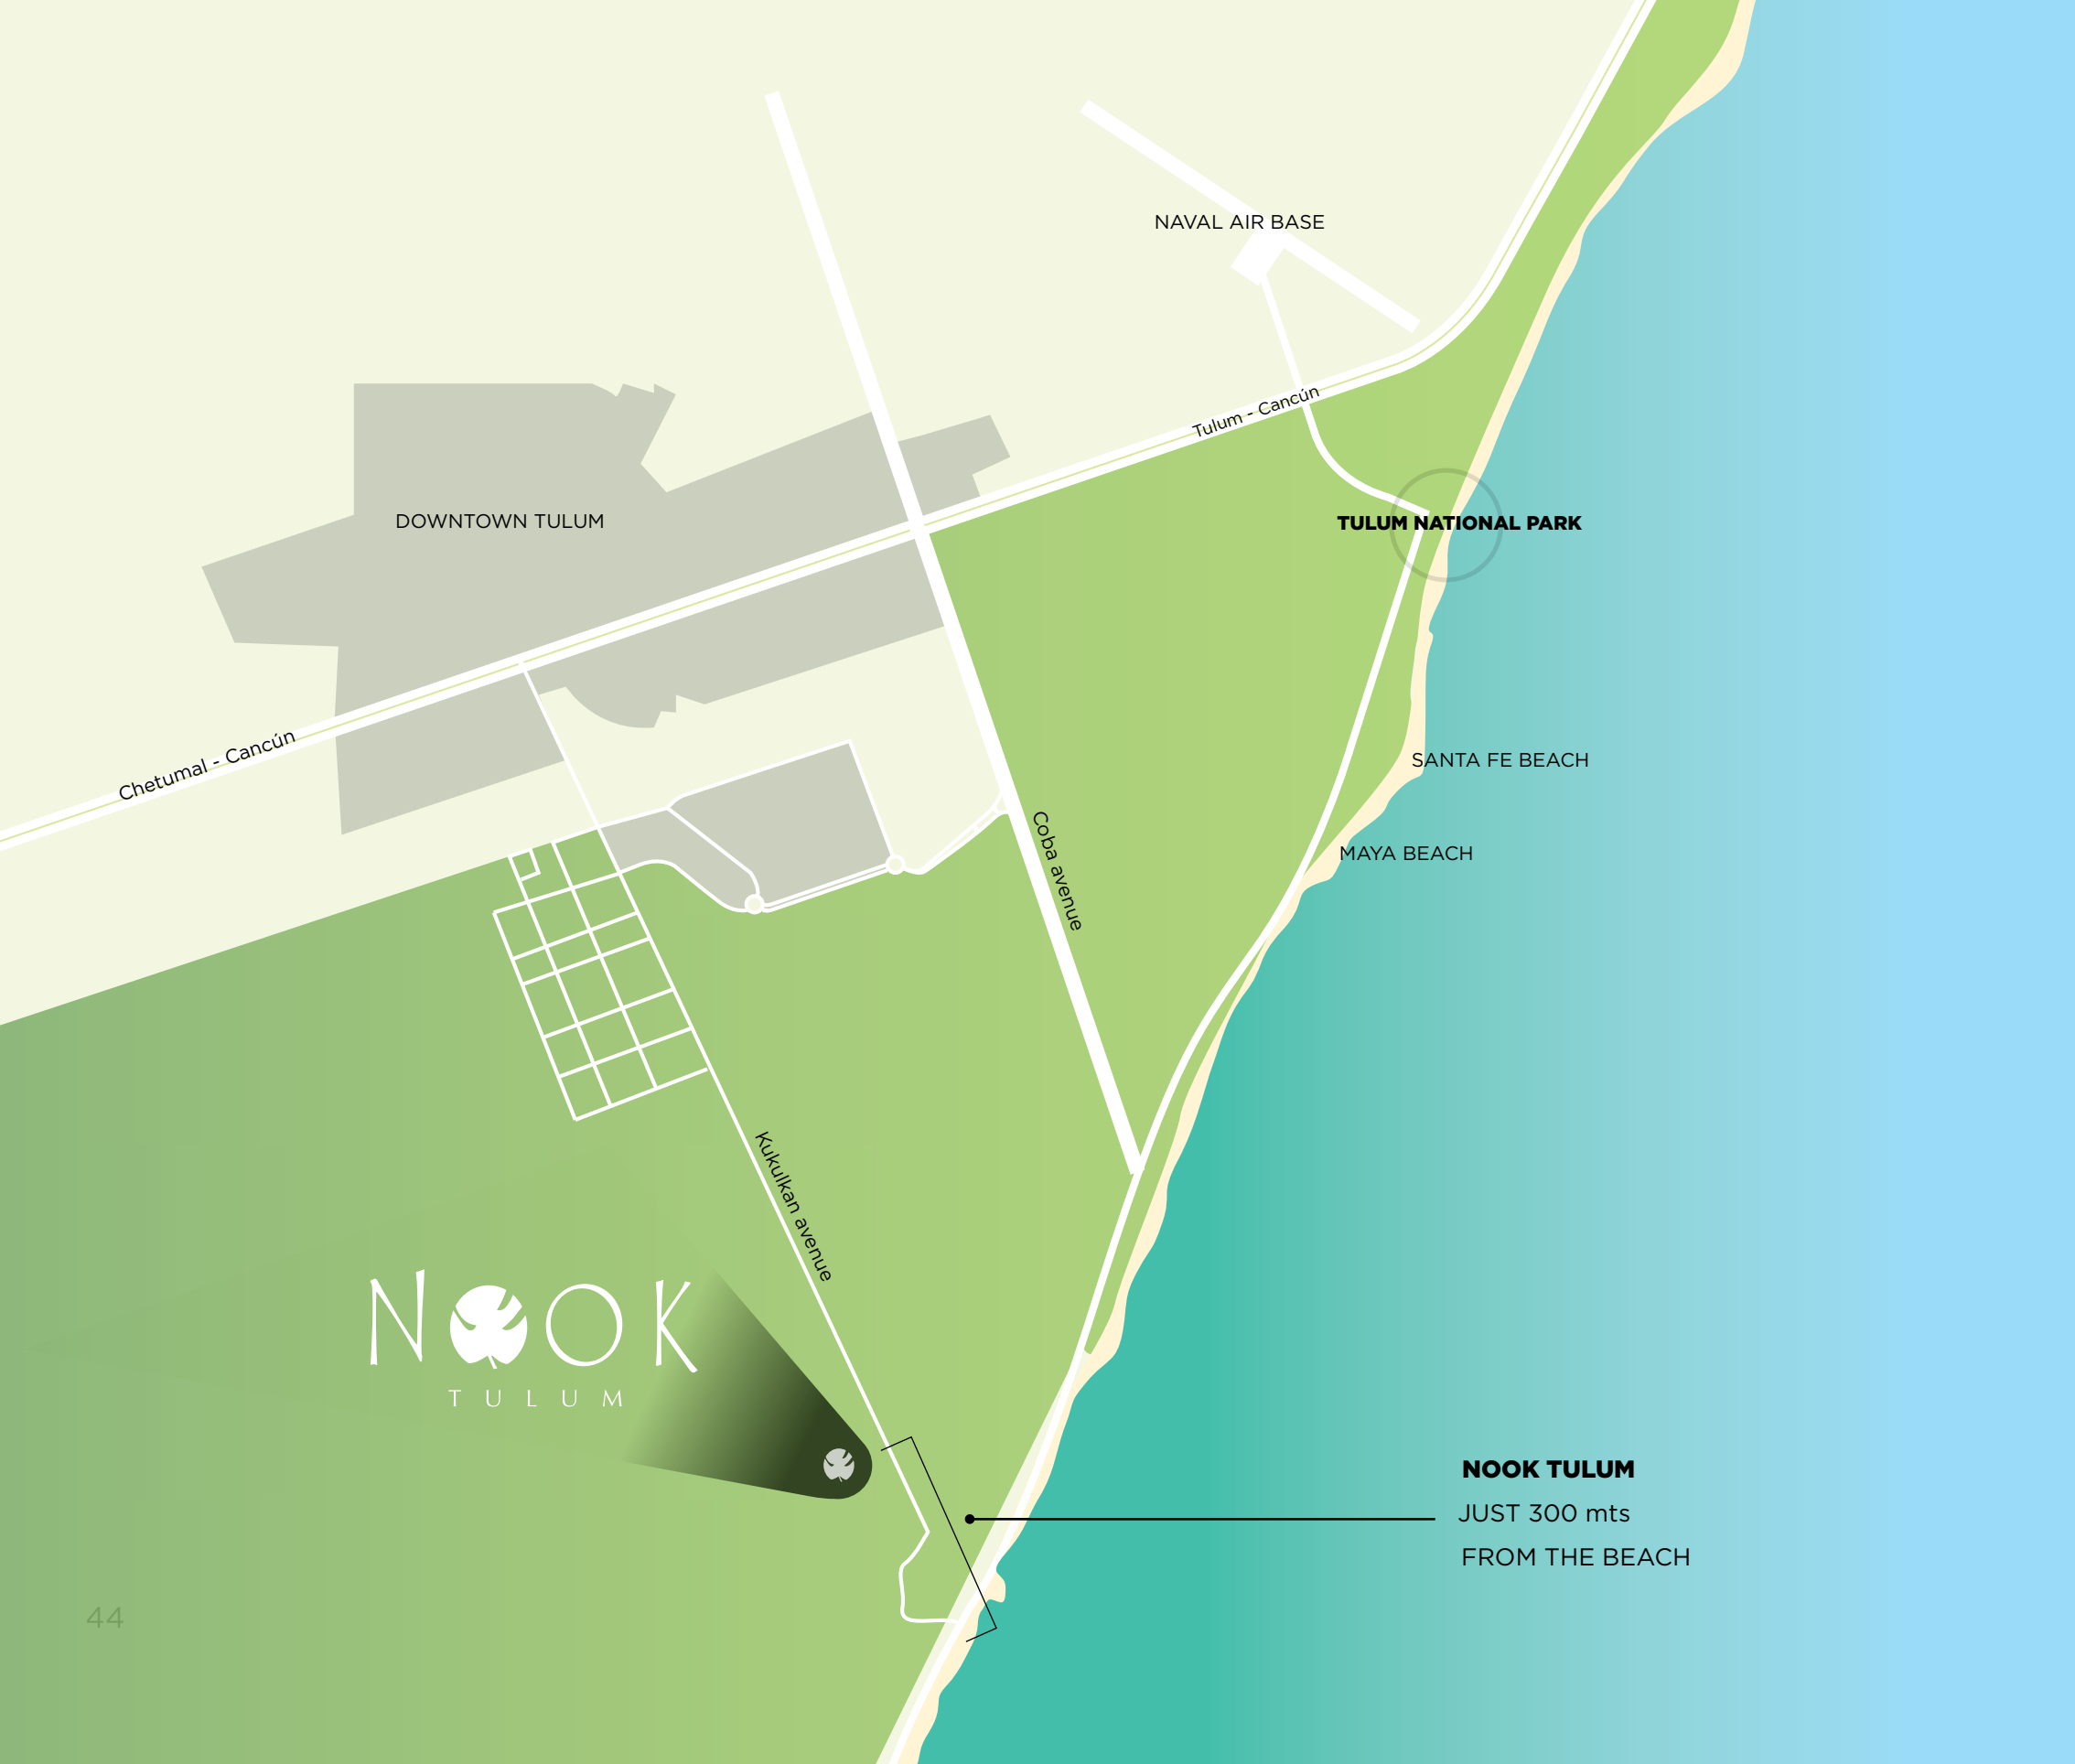 NAVAL AIR BASE
Tulum - Cancún
DOWNTOWN TULUM
TULUM NATIONAL PARK
Chetumal - Cancún
SANTA FE BEACH
Coba avenue
MAYA BEACH
Kukulkan avenue
NOOK
TULUM
NOOK TULUM
JUST 300 mts
FROM THE BEACH
44